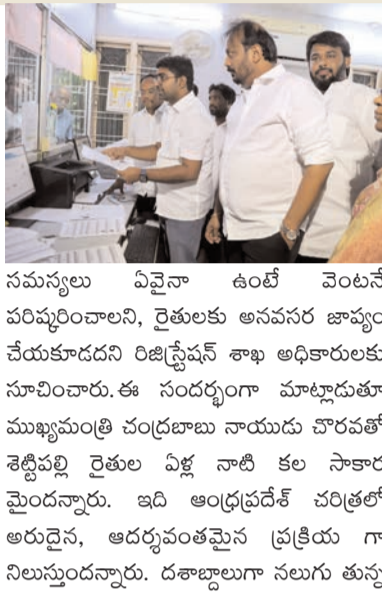 సమస్యలు ఏవైనా ఉంటే వెంటనే
పరిష్కరించాలని, రైతులకు అనవసర జాప్యం
చేయకూడదని రిజిస్ట్రేషన్ శాఖ అధికారులకు
సూచించారు.ఈ సందర్భంగా మాట్లాడుతూ
ముఖ్యమంత్రి చంద్రబాబు నాయుడు చొరవతో
శెట్టిపల్లి రైతుల ఏళ్ల నాటి కల సాకార
మైందన్నారు. ఇది ఆంధ్రప్రదేశ్ చరిత్రలో
అరుదైన, ఆదర్శవంతమైన ప్రక్రియ గా
నిలుస్తుందన్నారు. దశాబ్దాలుగా నలుగు తున్న